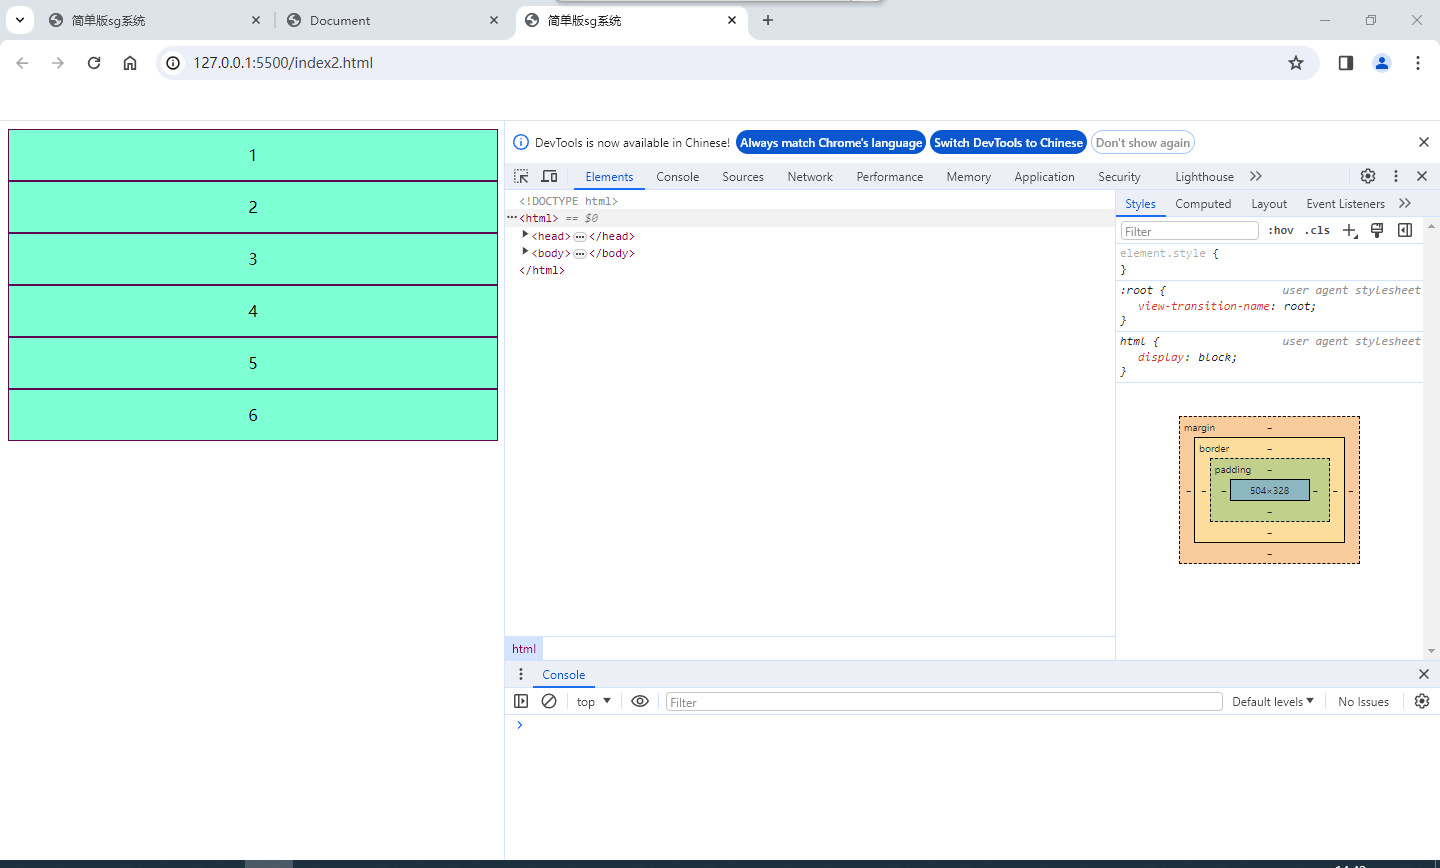 简单版sg系统
Document
简单版sg系统
127.0.0.1:5500/index2.html
1
2
3
4
5
6
DevTools is now available in Chinese!
Always match Chrome's language
Switch DevTools to Chinese
Don't show again
Elements
Console
Sources
Network
Performance
Memory
Application
Security
Lighthouse
<!DOCTYPE html>
<html> == $0
<head>…</head>
<body>…</body>
</html>
html
Styles
Computed
Layout
Event Listeners
Filter
:hov
.cls
element.style {
}
:root {
user agent stylesheet
view-transition-name: root;
}
html {
user agent stylesheet
display: block;
}
margin
-
border
-
padding
-
- - - 504×328 - - -
-
-
-
Console
top
Filter
Default levels
No Issues